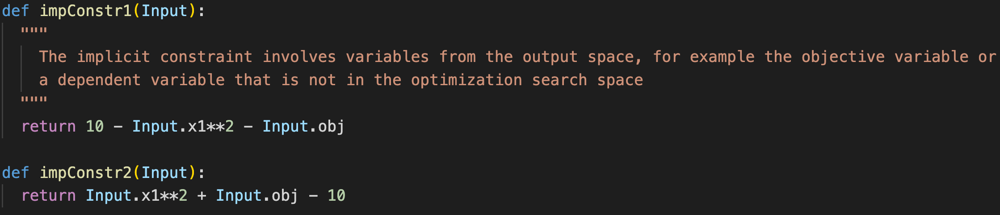 def impConstr1(Input):
  """
    The implicit constraint involves variables from the output space, for example the objective variable or
    a dependent variable that is not in the optimization search space
  """
  return 10 - Input.x1**2 - Input.obj

def impConstr2(Input):
  return Input.x1**2 + Input.obj - 10